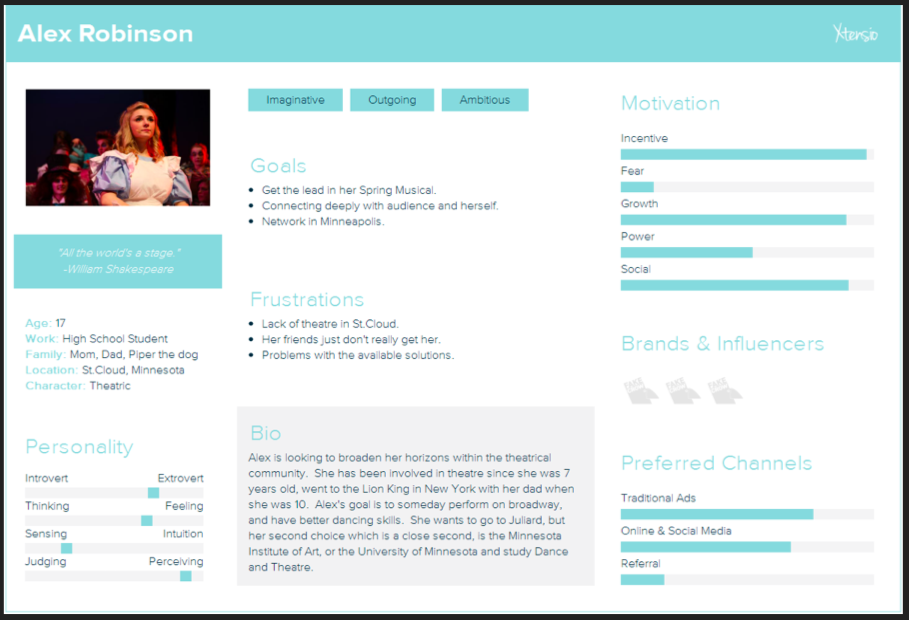 Alex Robinson
Xtensio
Imaginative
Outgoing
Ambitious
"All the world's a stage."
-William Shakespeare
Age: 17
Work: High School Student
Family: Mom, Dad, Piper the dog
Location: St.Cloud, Minnesota
Character: Theatric
Personality
Introvert Extrovert
Thinking Feeling
Sensing Intuition
Judging Perceiving
Goals
Get the lead in her Spring Musical.
Connecting deeply with audience and herself.
Network in Minneapolis.
Frustrations
Lack of theatre in St.Cloud.
Her friends just don't really get her.
Problems with the available solutions.
Bio
Alex is looking to broaden her horizons within the theatrical
community. She has been involved in theatre since she was 7
years old, went to the Lion King in New York with her dad when
she was 10. Alex's goal is to someday perform on broadway,
and have better dancing skills. She wants to go to Juliard, but
her second choice which is a close second, is the Minnesota
Institute of Art, or the University of Minnesota and study Dance
and Theatre.
Motivation
Incentive
Fear
Growth
Power
Social
Brands & Influencers
Preferred Channels
Traditional Ads
Online & Social Media
Referral